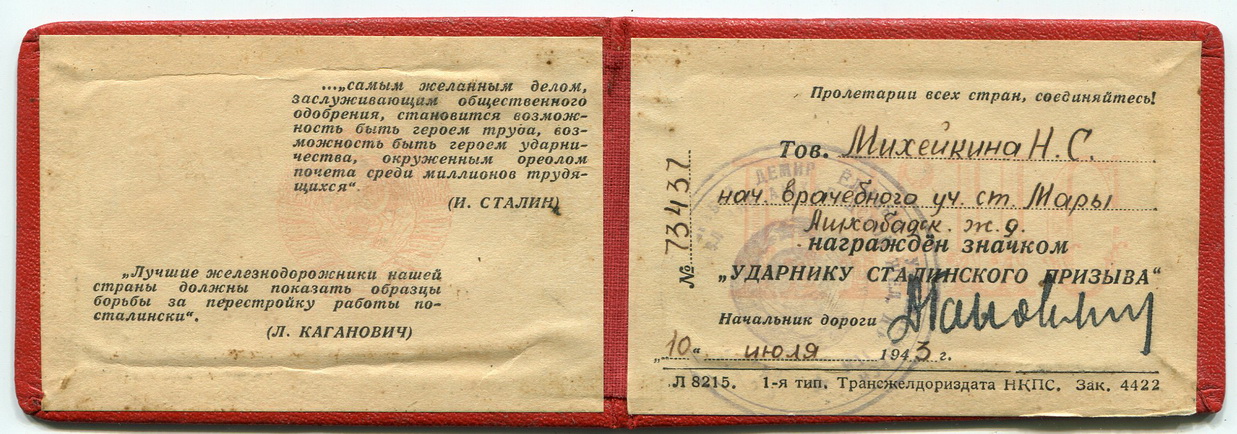 ...„самым желанным делом,
заслуживающим общественного
одобрения, становится возмож-
ность быть героем труда, воз-
можность быть героем ударни-
чества, окруженным ореолом
почета среди миллионов трудя-
щихся“.
(И. СТАЛИН)
„Лучшие железнодорожники нашей
страны должны показать образцы
борьбы за перестройку работы по-
сталински“.
(Л. КАГАНОВИЧ)
Пролетарии всех стран, соединяйтесь!
Тов. Михейкина Н. С.
нач. врачебного уч. ст. Мары
Ашхабадск. ж. д.
награждён значком
„УДАРНИКУ СТАЛИНСКОГО ПРИЗЫВА“
Начальник дороги
„10“ июля 1943 г.
№ 73437
Л 8215. 1-я тип. Трансжелдориздата НКПС. Зак. 4422